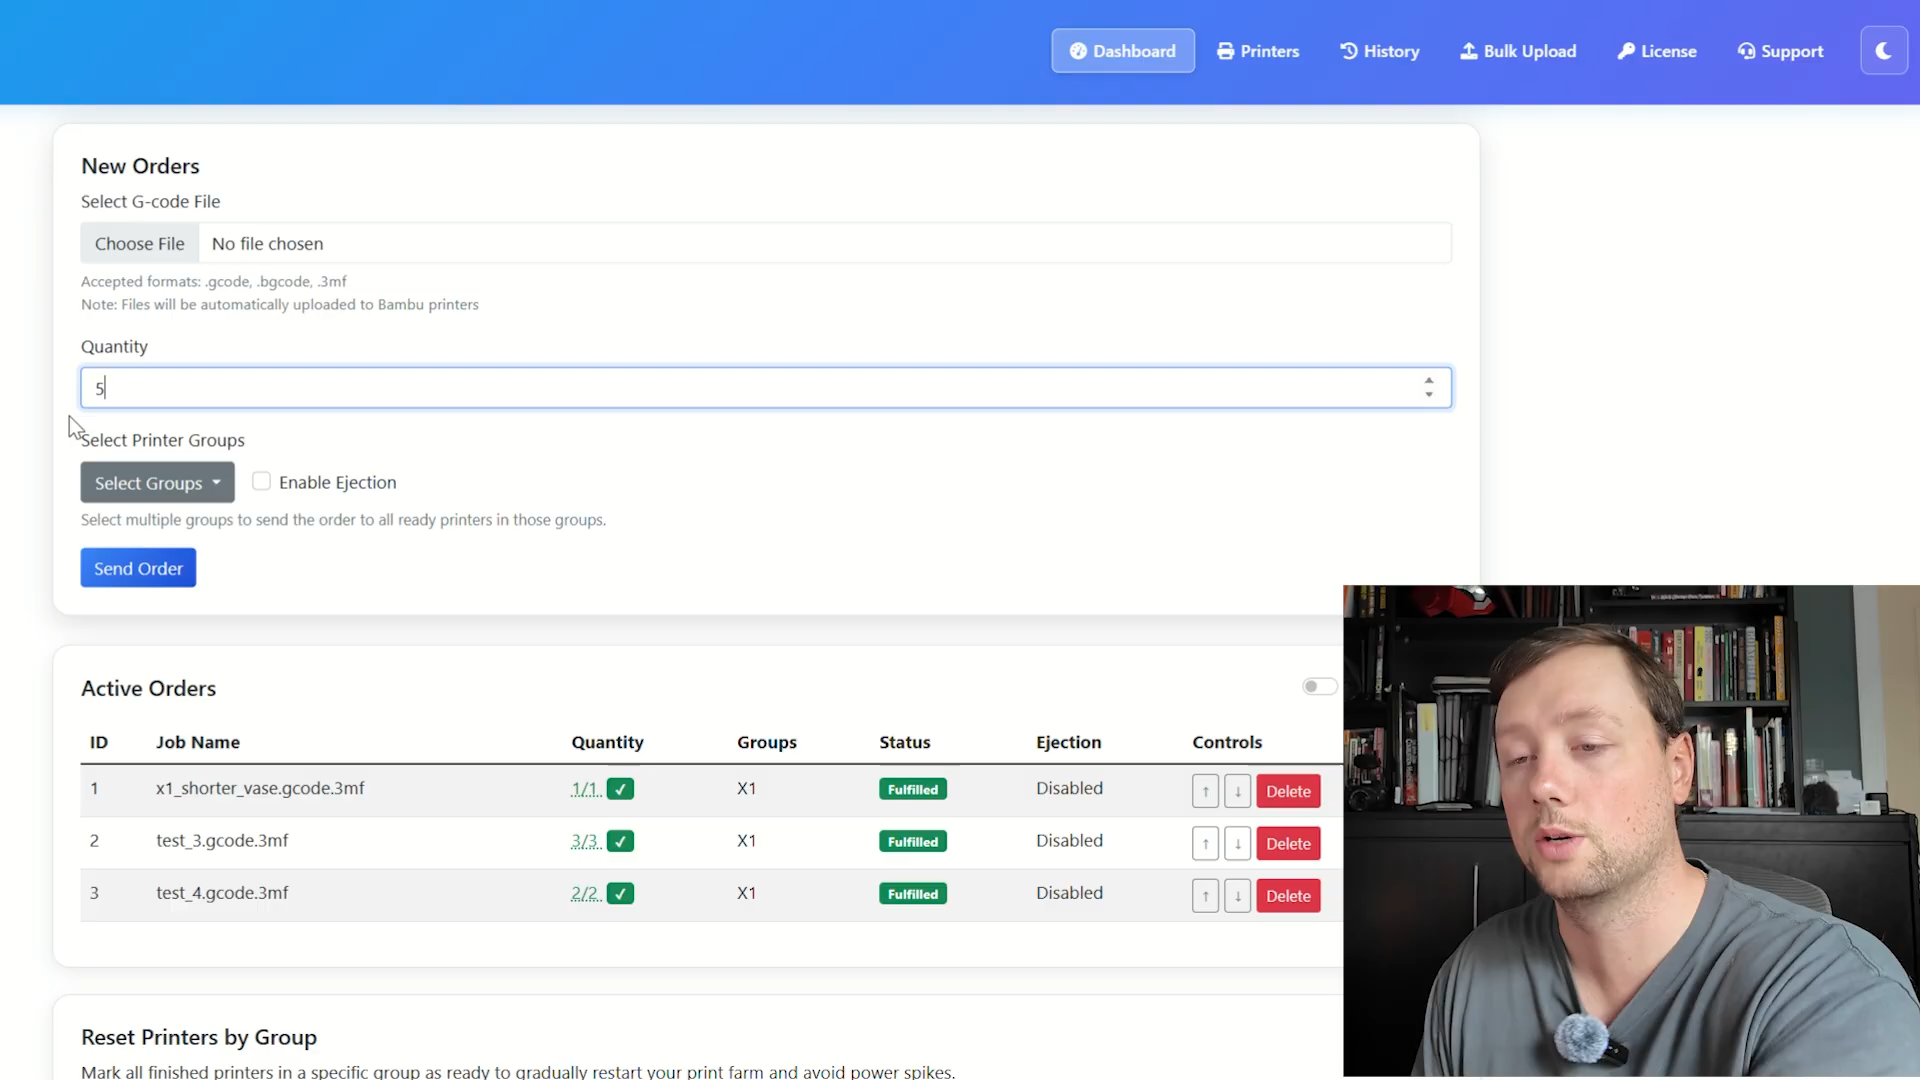 Dashboard Printers History Bulk Upload License Support
New Orders
Select G-code File
Choose File No file chosen
Accepted formats: .gcode, .bgcode, .3mf
Note: Files will be automatically uploaded to Bambu printers
Quantity
5
Select Printer Groups
Select Groups Enable Ejection
Select multiple groups to send the order to all ready printers in those groups.
Send Order
Active Orders
ID Job Name Quantity Groups Status Ejection Controls
1 x1_shorter_vase.gcode.3mf 1/1 ✓ X1 Fulfilled Disabled ↑ ↓ Delete
2 test_3.gcode.3mf 3/3 ✓ X1 Fulfilled Disabled ↑ ↓ Delete
3 test_4.gcode.3mf 2/2 ✓ X1 Fulfilled Disabled ↑ ↓ Delete
Reset Printers by Group
Mark all finished printers in a specific group as ready to gradually restart your print farm and avoid power spikes.